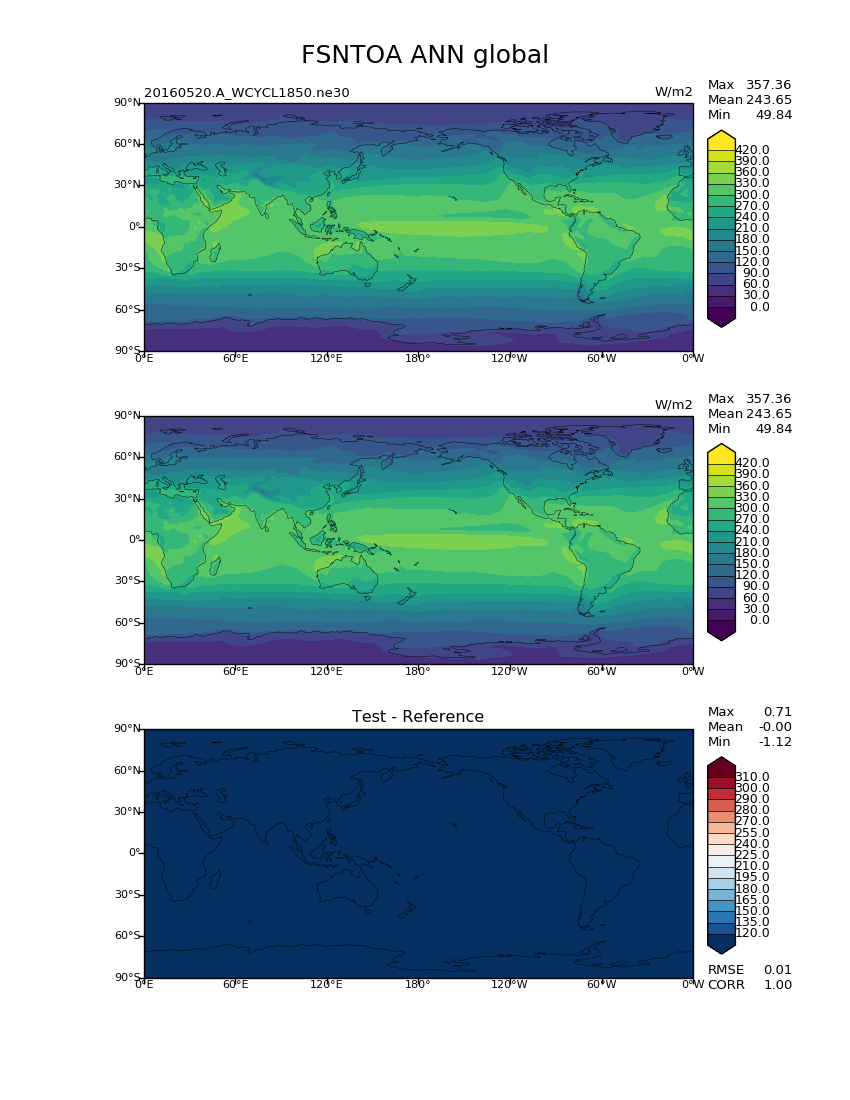 FSNTOA ANN global
20160520.A_WCYCL1850.ne30
W/m2
Max 357.36
Mean 243.65
Min 49.84
90°N
60°N
30°N
0°
30°S
60°S
90°S
0°E 60°E 120°E 180° 120°W 60°W 0°W
420.0
390.0
360.0
330.0
300.0
270.0
240.0
210.0
180.0
150.0
120.0
90.0
60.0
30.0
0.0
W/m2
Max 357.36
Mean 243.65
Min 49.84
90°N
60°N
30°N
0°
30°S
60°S
90°S
0°E 60°E 120°E 180° 120°W 60°W 0°W
420.0
390.0
360.0
330.0
300.0
270.0
240.0
210.0
180.0
150.0
120.0
90.0
60.0
30.0
0.0
Test - Reference
Max 0.71
Mean -0.00
Min -1.12
90°N
60°N
30°N
0°
30°S
60°S
90°S
0°E 60°E 120°E 180° 120°W 60°W 0°W
310.0
300.0
290.0
280.0
270.0
255.0
240.0
225.0
210.0
195.0
180.0
165.0
150.0
135.0
120.0
RMSE 0.01
CORR 1.00